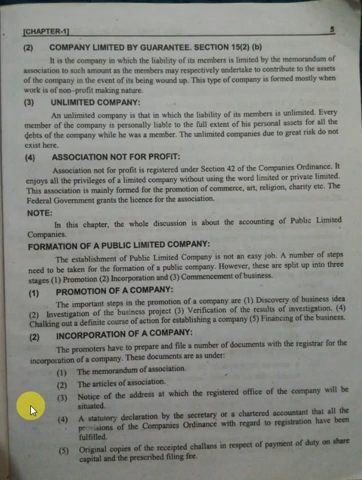 [CHAPTER-1] 5
(2) COMPANY LIMITED BY GUARANTEE. SECTION 15(2) (b)
It is the company in which the liability of its members is limited by the memorandum of
association to such amount as the members may respectively undertake to contribute to the assets
of the company in the event of its being wound up. This type of company is formed mostly when
work is of non-profit making nature.
(3) UNLIMITED COMPANY:
An unlimited company is that in which the liability of its members is unlimited. Every
member of the company is personally liable to the full extent of his personal assets for all the
debts of the company while he was a member. The unlimited companies due to great risk do not
exist here.
(4) ASSOCIATION NOT FOR PROFIT:
Association not for profit is registered under Section 42 of the Companies Ordinance. It
enjoys all the privileges of a limited company without using the word limited or private limited.
This association is mainly formed for the promotion of commerce, art, religion, charity etc. The
Federal Government grants the licence for the association.
NOTE:
In this chapter, the whole discussion is about the accounting of Public Limited
Companies.
FORMATION OF A PUBLIC LIMITED COMPANY:
The establishment of Public Limited Company is not an easy job. A number of steps
need to be taken for the formation of a public company. However, these are split up into three
stages (1) Promotion (2) Incorporation and (3) Commencement of business.
(1) PROMOTION OF A COMPANY:
The important steps in the promotion of a company are (1) Discovery of business idea
(2) Investigation of the business project (3) Verification of the results of investigation. (4)
Chalking out a definite course of action for establishing a company (5) Financing of the business.
(2) INCORPORATION OF A COMPANY:
The promoters have to prepare and file a number of documents with the registrar for the
incorporation of a company. These documents are as under:
(1) The memorandum of association.
(2) The articles of association.
(3) Notice of the address at which the registered office of the company will be
situated.
(4) A statutory declaration by the secretary or a chartered accountant that all the
provisions of the Companies Ordinance with regard to registration have been
fulfilled.
(5) Original copies of the receipted challans in respect of payment of duty on share
capital and the prescribed filing fee.